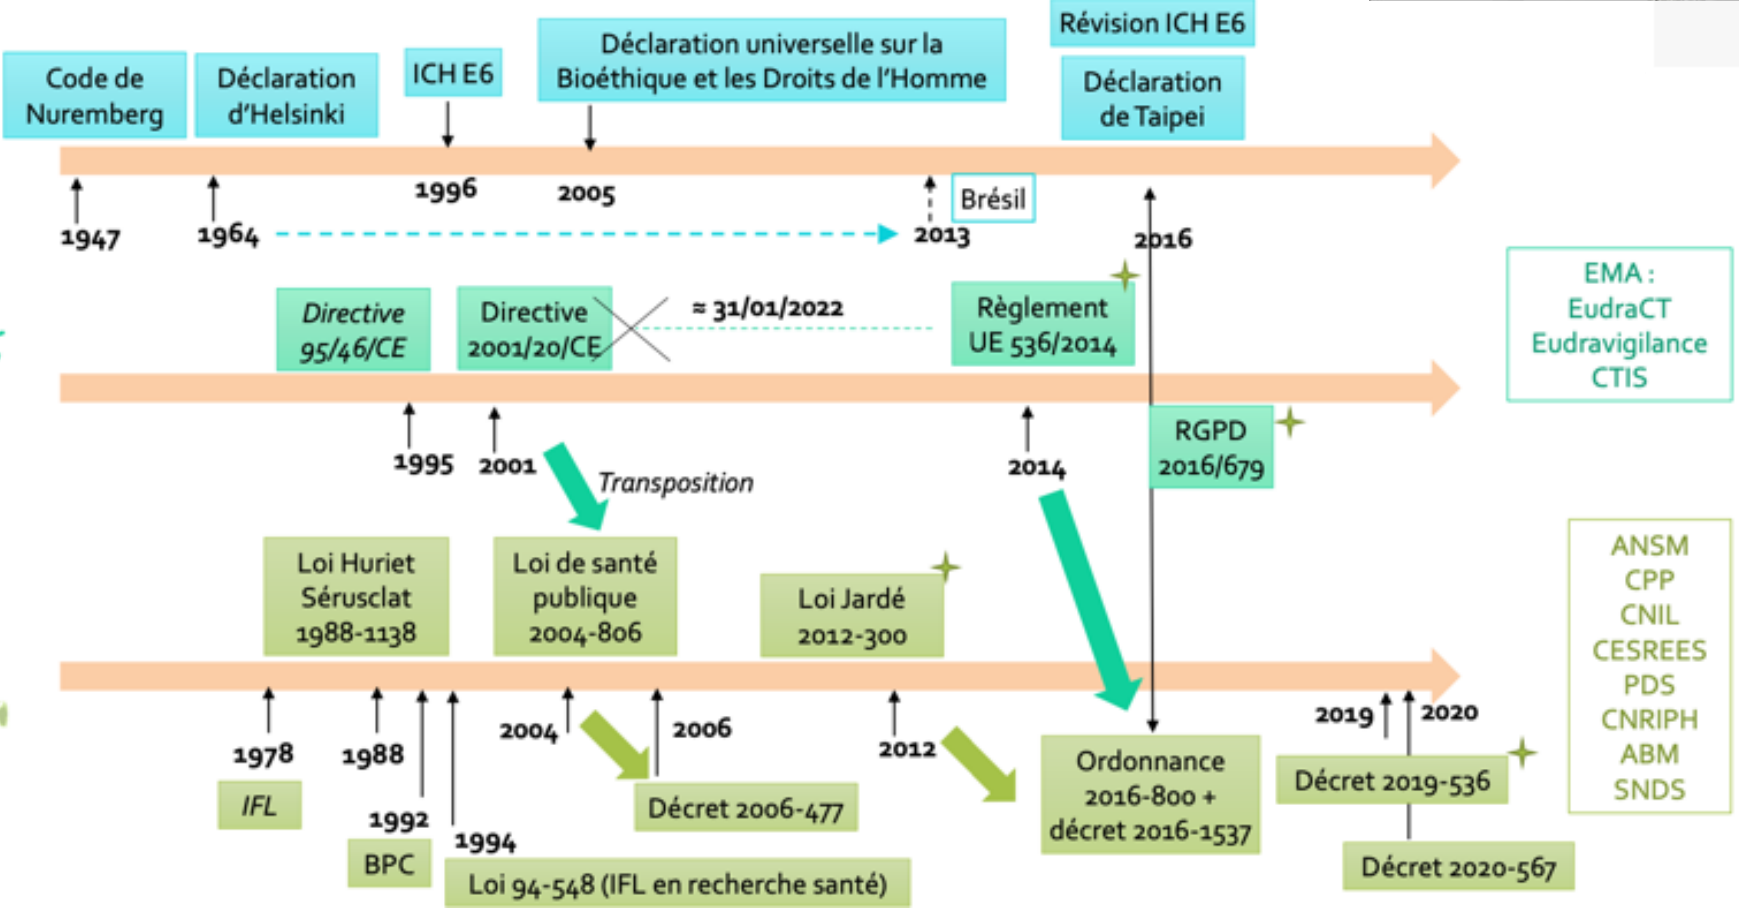 Révision ICH E6
Code de
Nuremberg
Déclaration
d'Helsinki
ICH E6
Déclaration universelle sur la
Bioéthique et les Droits de l'Homme
Déclaration
de Taipei
1947
1964
1996
2005
2013
Brésil
2016
Directive
95/46/CE
Directive
2001/20/CE
≈ 31/01/2022
Règlement
UE 536/2014
EMA :
EudraCT
Eudravigilance
CTIS
1995
2001
Transposition
2014
RGPD
2016/679
Loi Huriet
Sérusclat
1988-1138
Loi de santé
publique
2004-806
Loi Jardé
2012-300
ANSM
CPP
CNIL
CESREES
PDS
CNRIPH
ABM
SNDS
1978
IFL
1988
1992
BPC
1994
Loi 94-548 (IFL en recherche santé)
2004
2006
Décret 2006-477
2012
Ordonnance
2016-800 +
décret 2016-1537
2019
2020
Décret 2019-536
Décret 2020-567